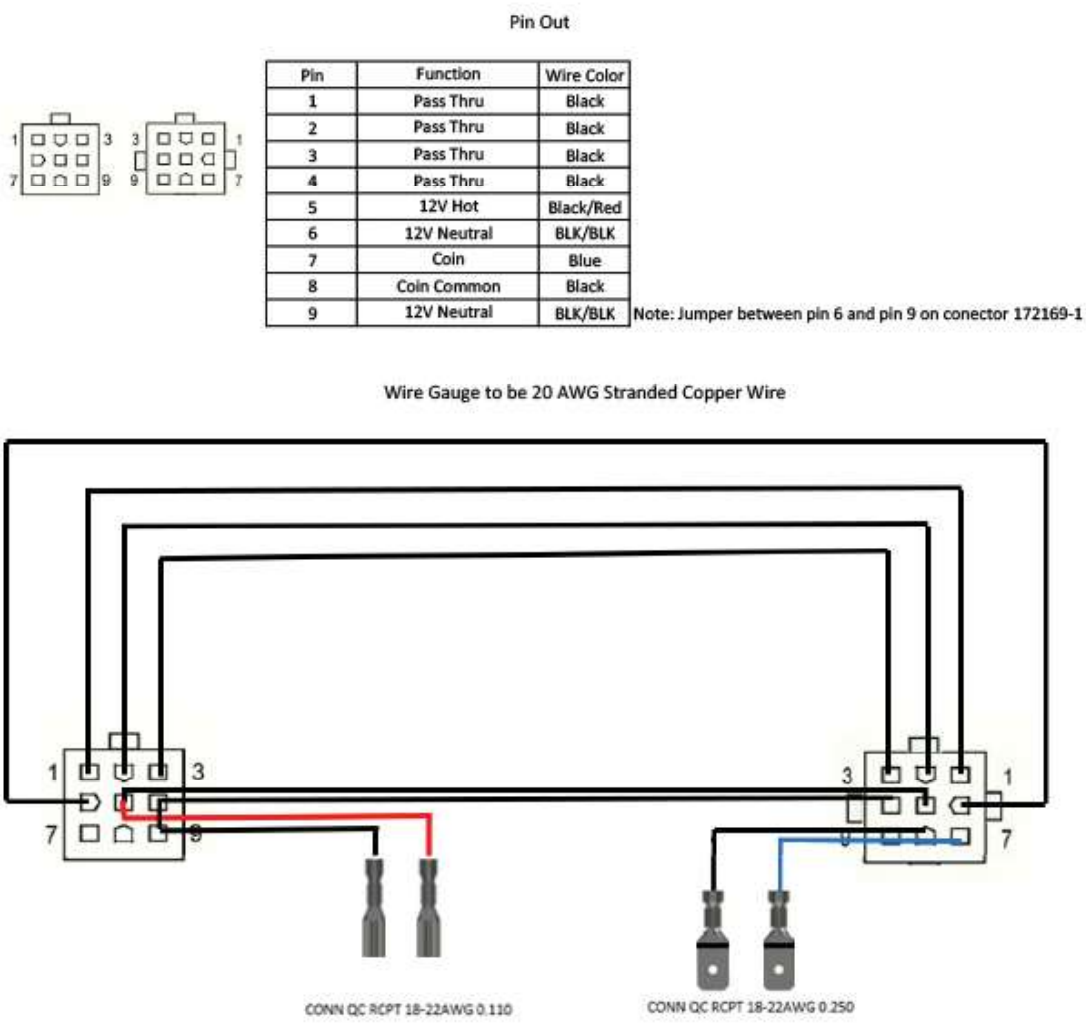 Pin Out
Pin Function Wire Color
1 Pass Thru Black
2 Pass Thru Black
3 Pass Thru Black
4 Pass Thru Black
5 12V Hot Black/Red
6 12V Neutral BLK/BLK
7 Coin Blue
8 Coin Common Black
9 12V Neutral BLK/BLK Note: Jumper between pin 6 and pin 9 on conector 172169-1
1 3 3 1
7 9 9 7
Wire Gauge to be 20 AWG Stranded Copper Wire
1 3 3 1
7 9 9 7
CONN QC RCPT 18-22AWG 0.110
CONN QC RCPT 18-22AWG 0.250